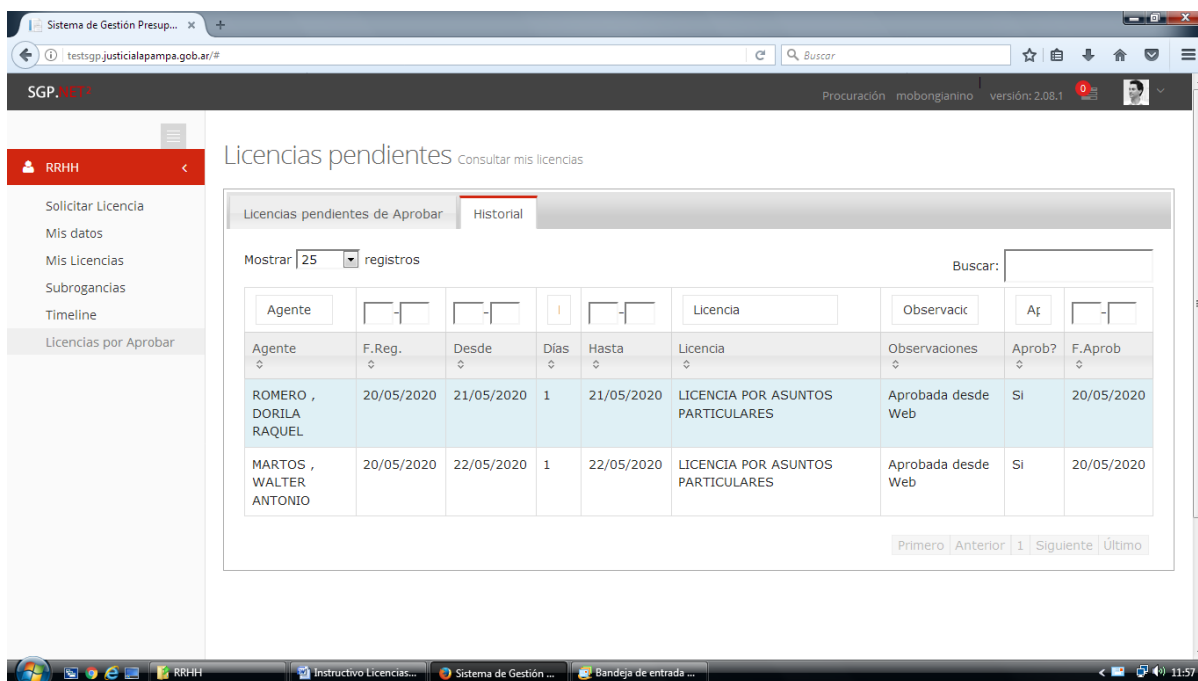 Sistema de Gestión Presup...
testsgp.justicialapampa.gob.ar/#
Buscar
SGP.NET
Procuración mobongianino versión: 2.08.1 0
RRHH
Solicitar Licencia
Mis datos
Mis Licencias
Subrogancias
Timeline
Licencias por Aprobar
Licencias pendientes Consultar mis licencias
Licencias pendientes de Aprobar Historial
Mostrar 25 registros
Buscar:
Agente - - - Licencia Observacic Ap -
Agente F.Reg. Desde Días Hasta Licencia Observaciones Aprob? F.Aprob
ROMERO , 20/05/2020 21/05/2020 1 21/05/2020 LICENCIA POR ASUNTOS Aprobada desde Si 20/05/2020
DORILA PARTICULARES Web
RAQUEL
MARTOS , 20/05/2020 22/05/2020 1 22/05/2020 LICENCIA POR ASUNTOS Aprobada desde Si 20/05/2020
WALTER PARTICULARES Web
ANTONIO
Primero Anterior 1 Siguiente Último
RRHH Instructivo Licencias... Sistema de Gestión ... Bandeja de entrada ... 11:57